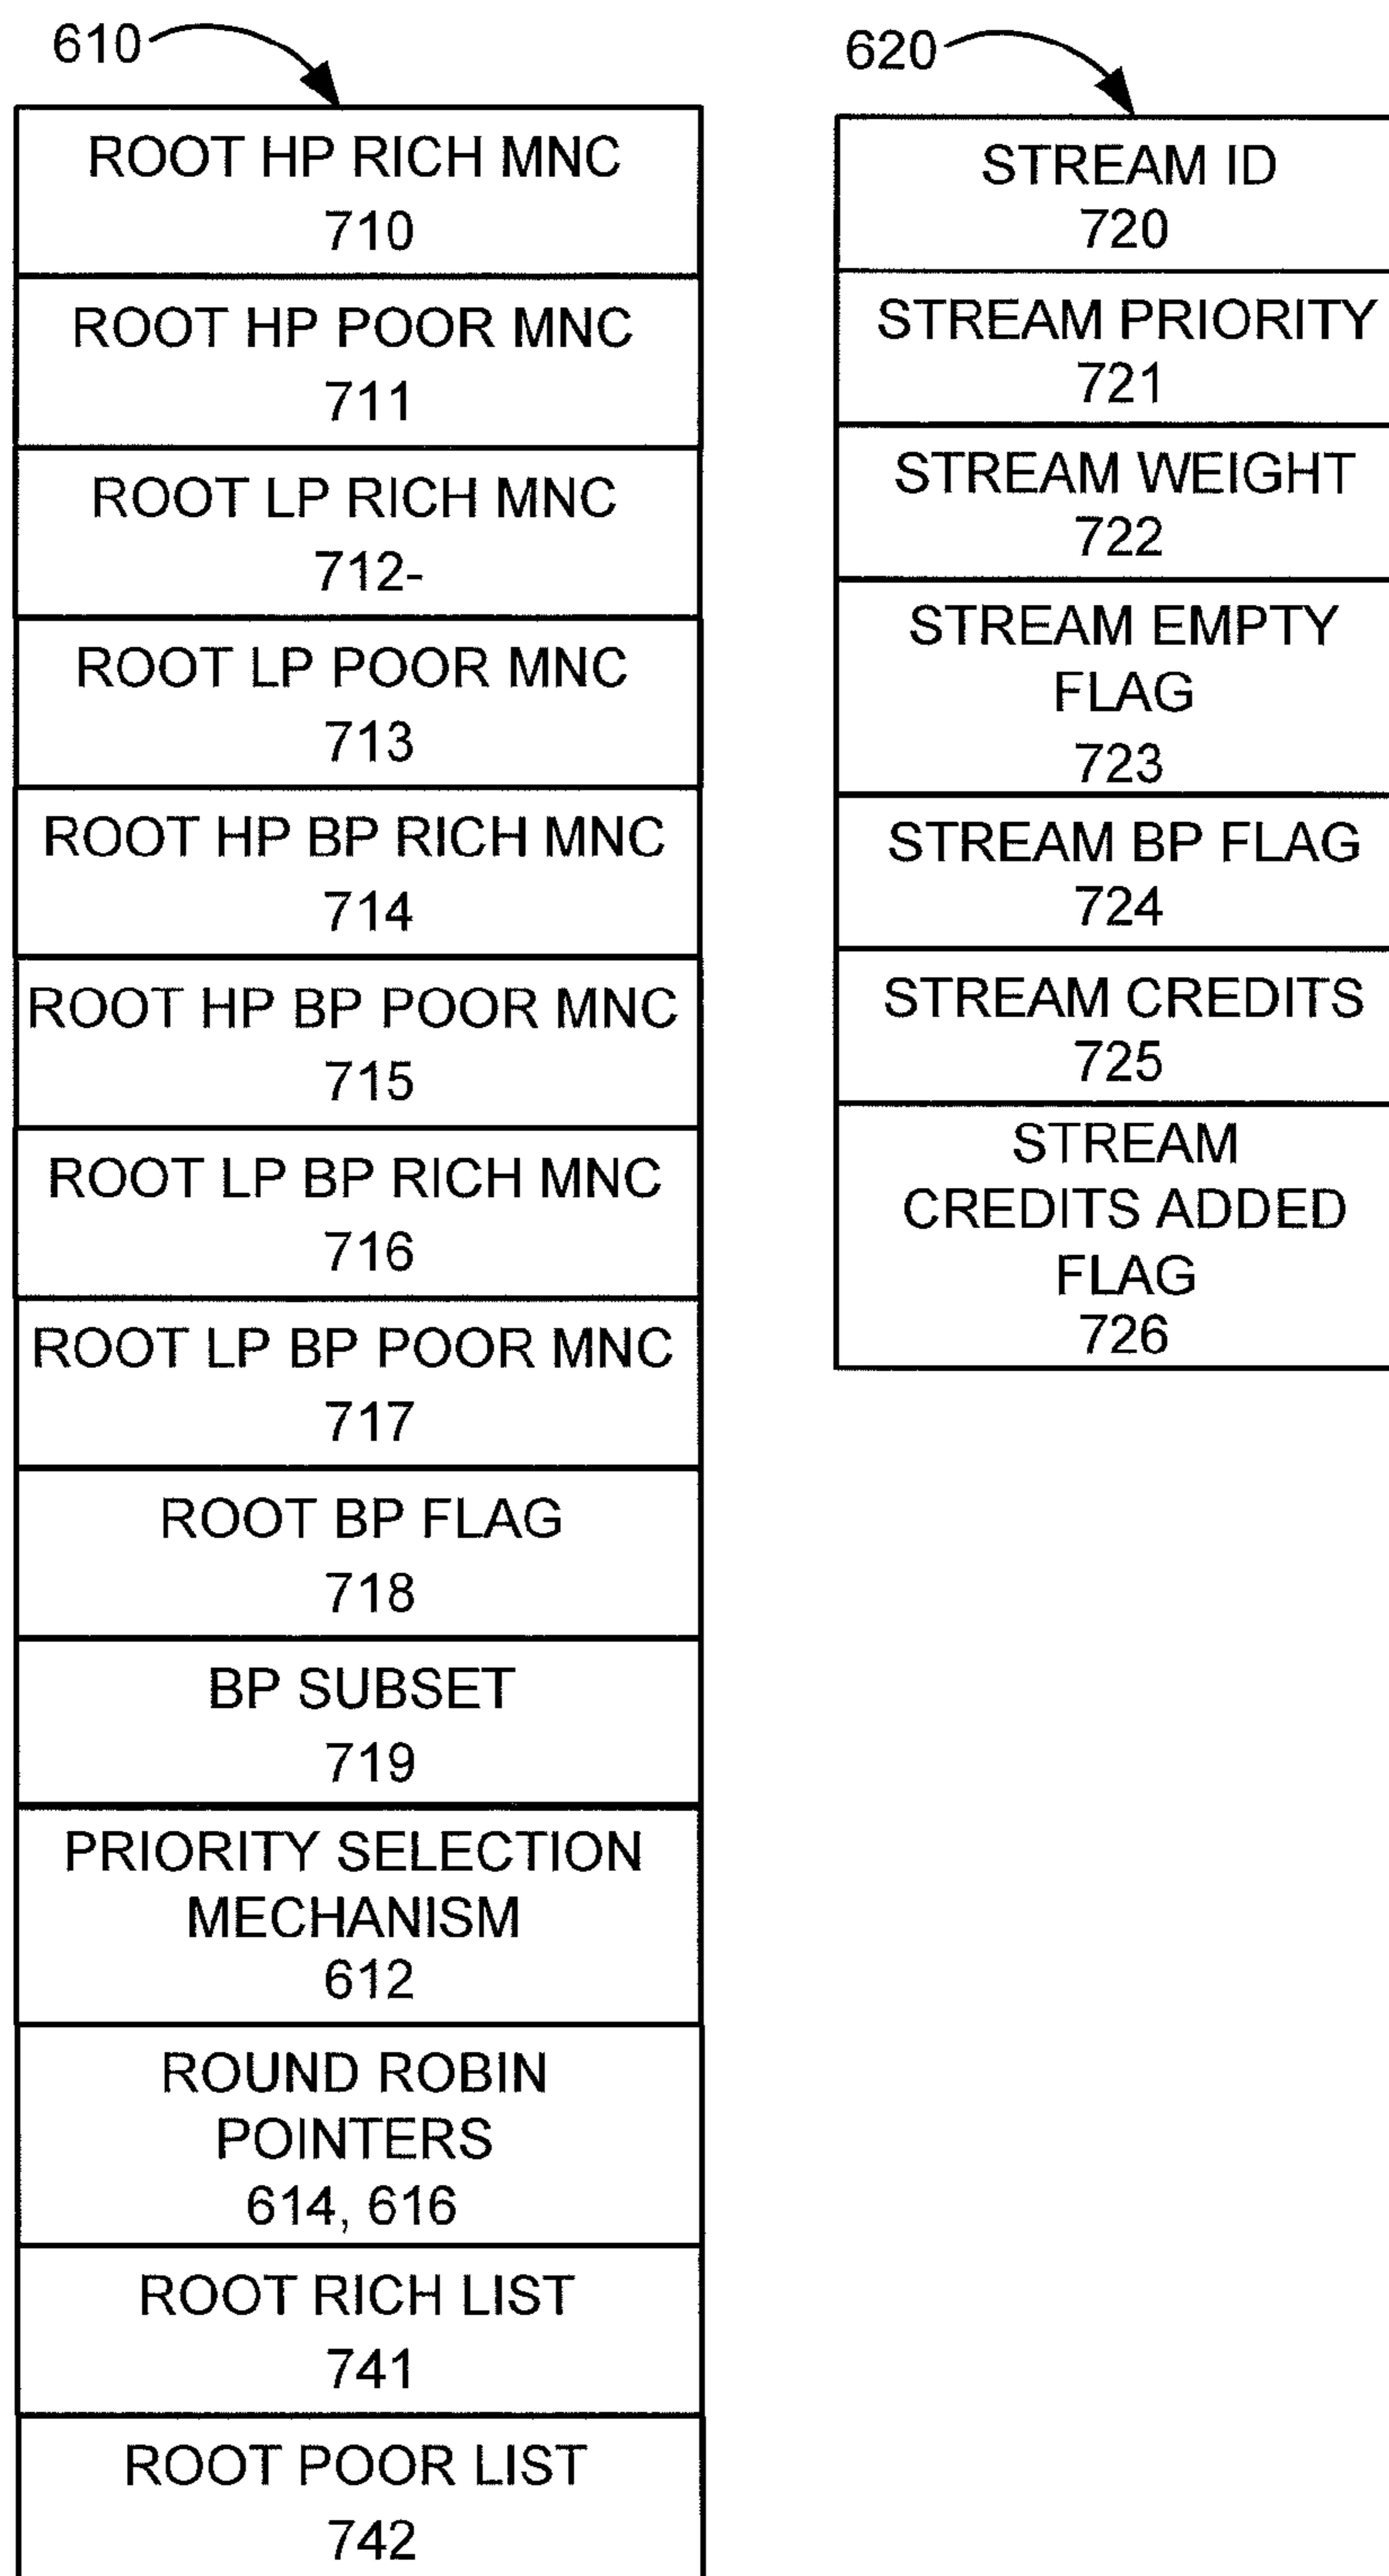 610
ROOT HP RICH MNC
710
ROOT HP POOR MNC
711
ROOT LP RICH MNC
712-
ROOT LP POOR MNC
713
ROOT HP BP RICH MNC
714
ROOT HP BP POOR MNC
715
ROOT LP BP RICH MNC
716
ROOT LP BP POOR MNC
717
ROOT BP FLAG
718
BP SUBSET
719
PRIORITY SELECTION
MECHANISM
612
ROUND ROBIN
POINTERS
614, 616
ROOT RICH LIST
741
ROOT POOR LIST
742
620
STREAM ID
720
STREAM PRIORITY
721
STREAM WEIGHT
722
STREAM EMPTY
FLAG
723
STREAM BP FLAG
724
STREAM CREDITS
725
STREAM
CREDITS ADDED
FLAG
726